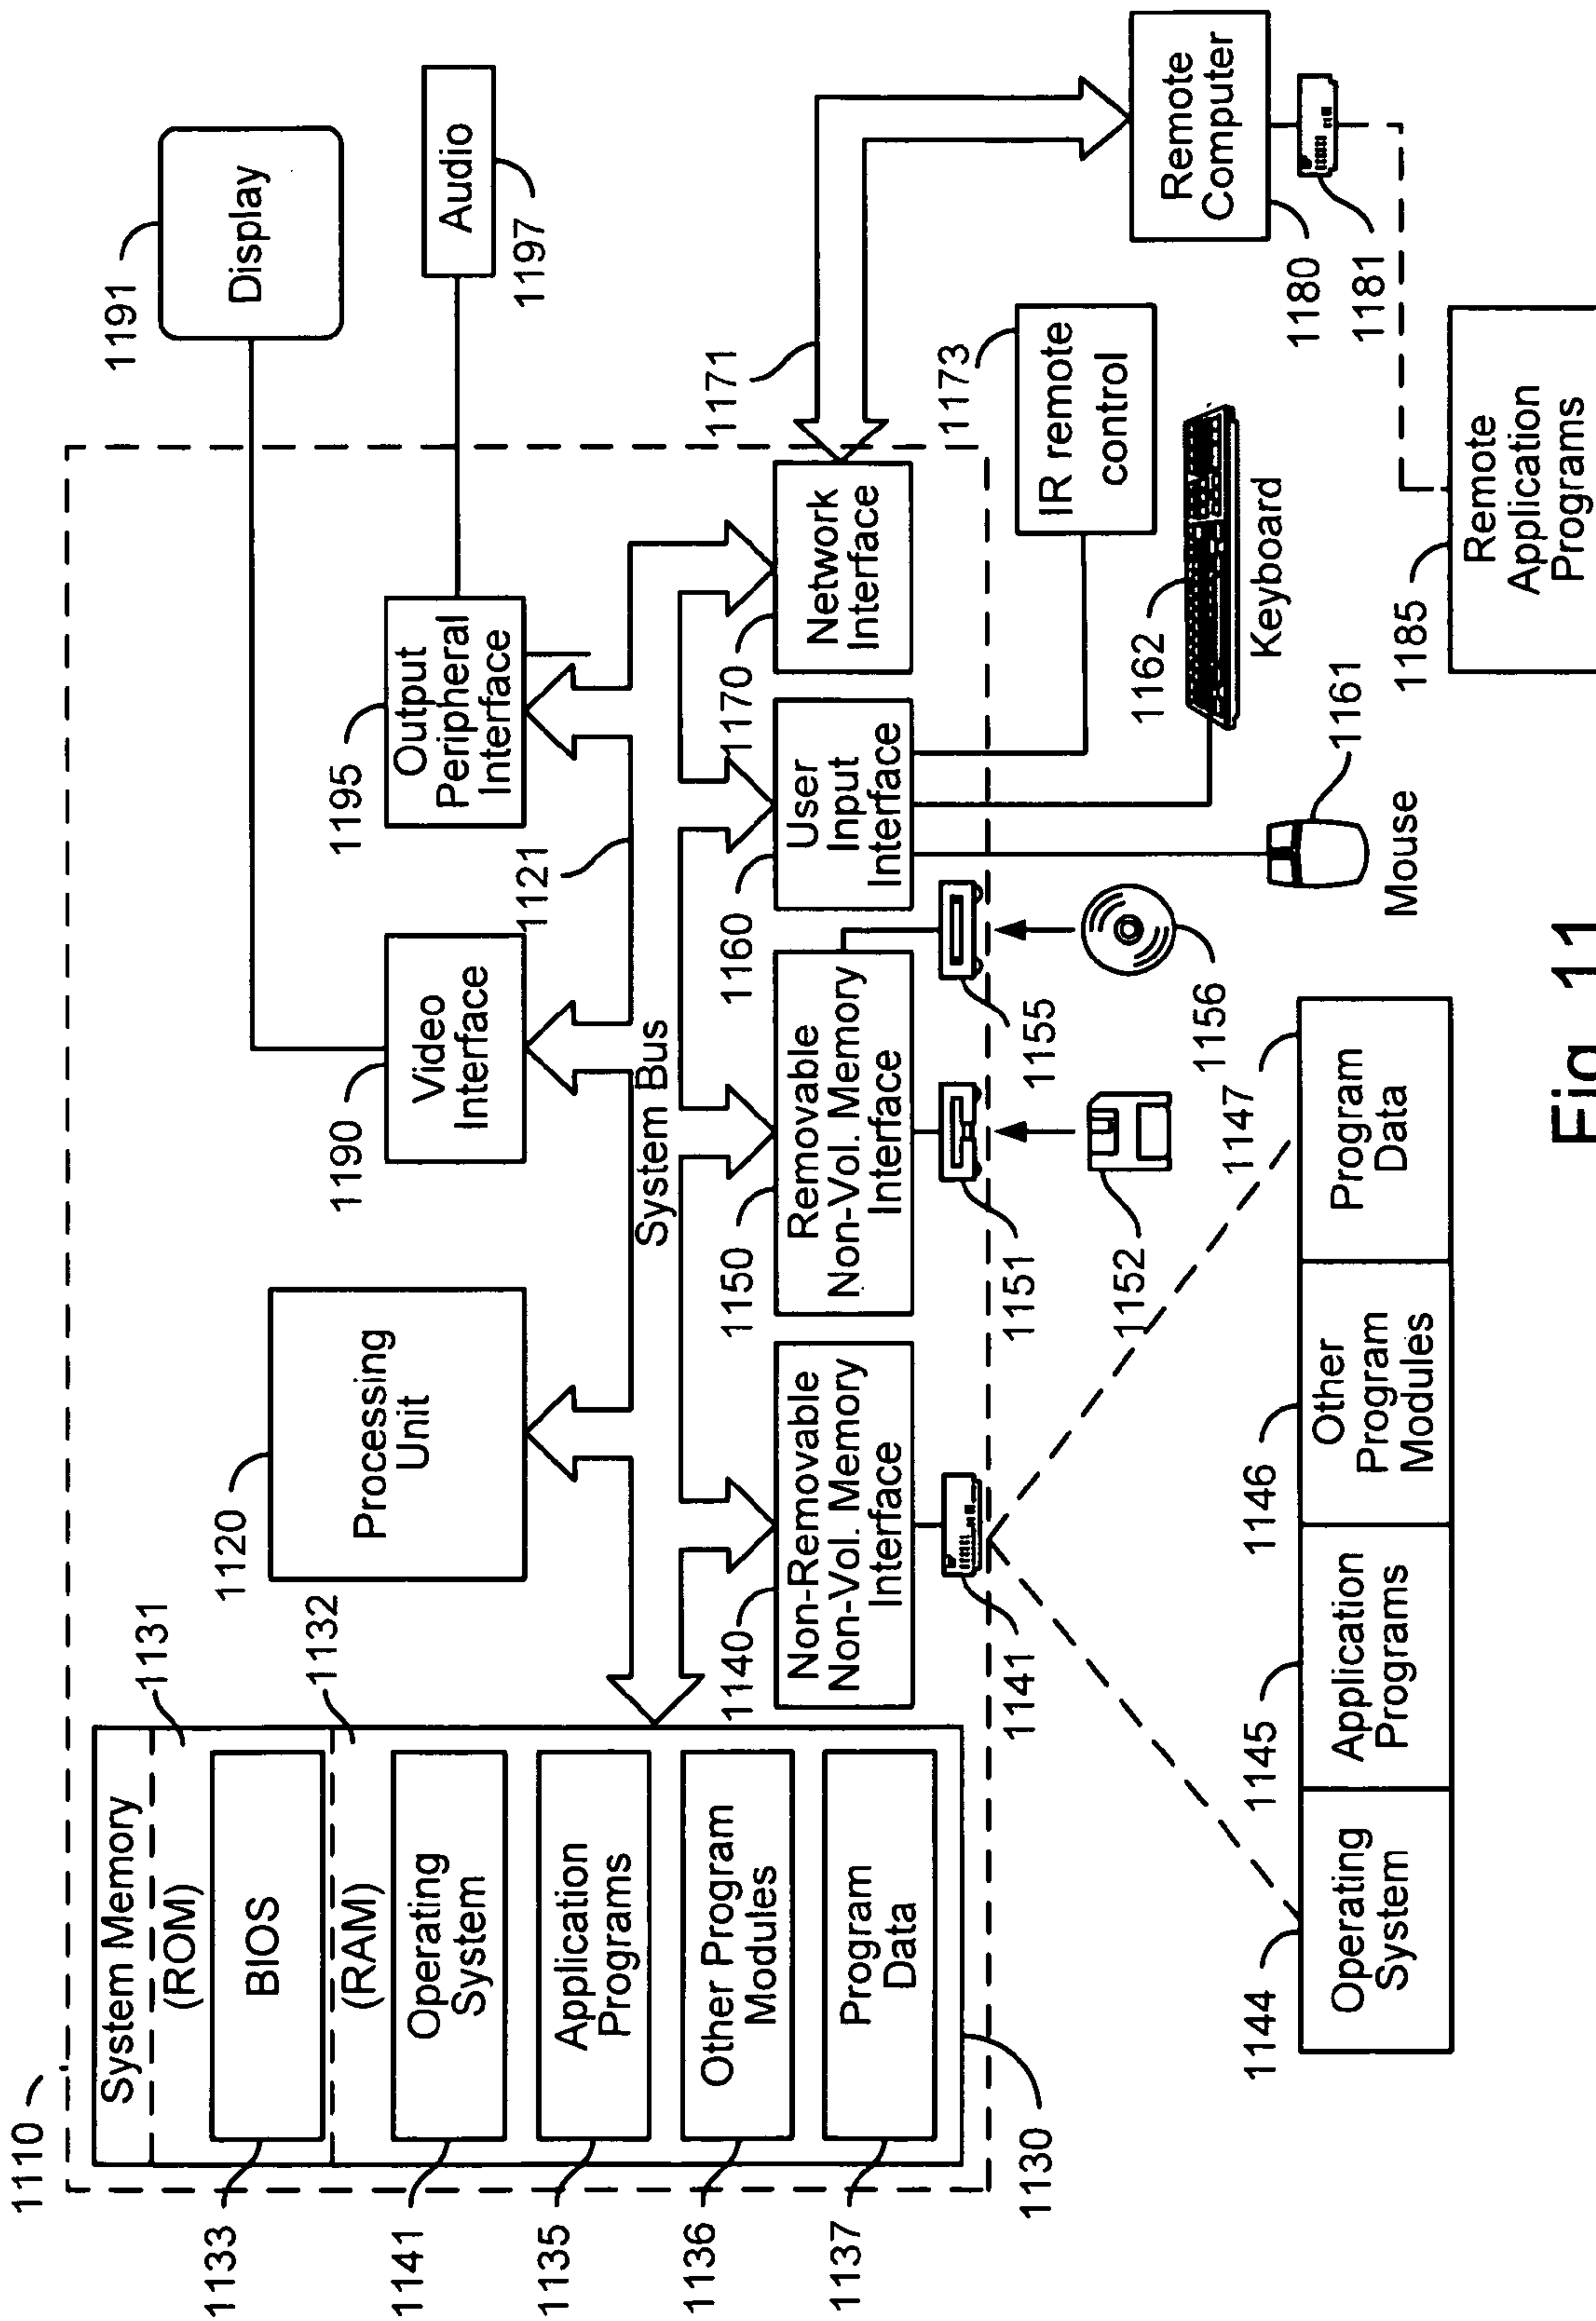 1110
System Memory
(ROM)
1131
BIOS
1133
(RAM)
1132
Operating
System
1141
Application
Programs
1135
Other Program
Modules
1136
Program
Data
1137
1130
1120
Processing
Unit
1190
Video
Interface
1195
Output
Peripheral
Interface
1191
Display
Audio
1197
System Bus
1121
1140
Non-Removable
Non-Vol. Memory
Interface
1150
Removable
Non-Vol. Memory
Interface
1160
User
Input
Interface
1170
Network
Interface
1171
1173
IR remote
control
1141
1151
1155
1152
1156
1162
Keyboard
1161
Mouse
Remote
Computer
1180
1181
1185
Remote
Application
Programs
1144
Operating
System
1145
Application
Programs
1146
Other
Program
Modules
1147
Program
Data
Fig. 11